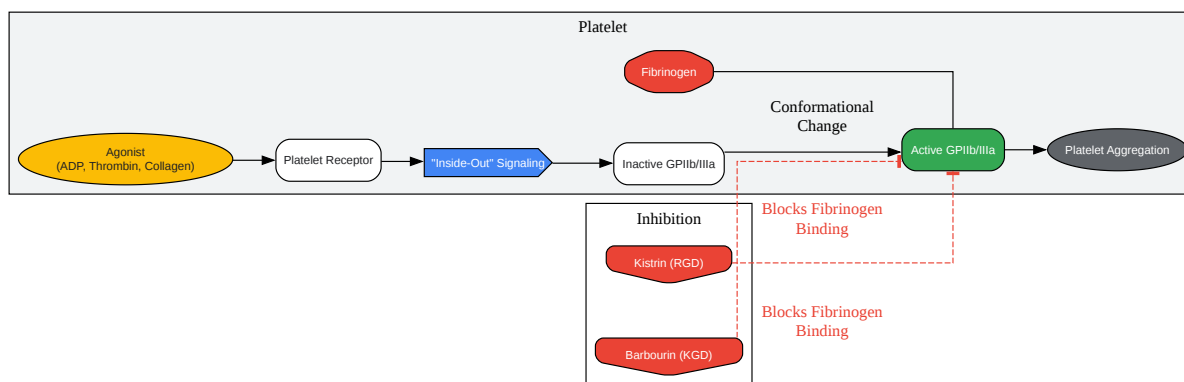 Platelet
Fibrinogen
Conformational
Change
Agonist
(ADP, Thrombin, Collagen)
Platelet Receptor
"Inside-Out" Signaling
Inactive GPIIb/IIIa
Active GPIIb/IIIa
Platelet Aggregation
Inhibition
Blocks Fibrinogen
Binding
Kistrin (RGD)
Blocks Fibrinogen
Binding
Barbourin (KGD)